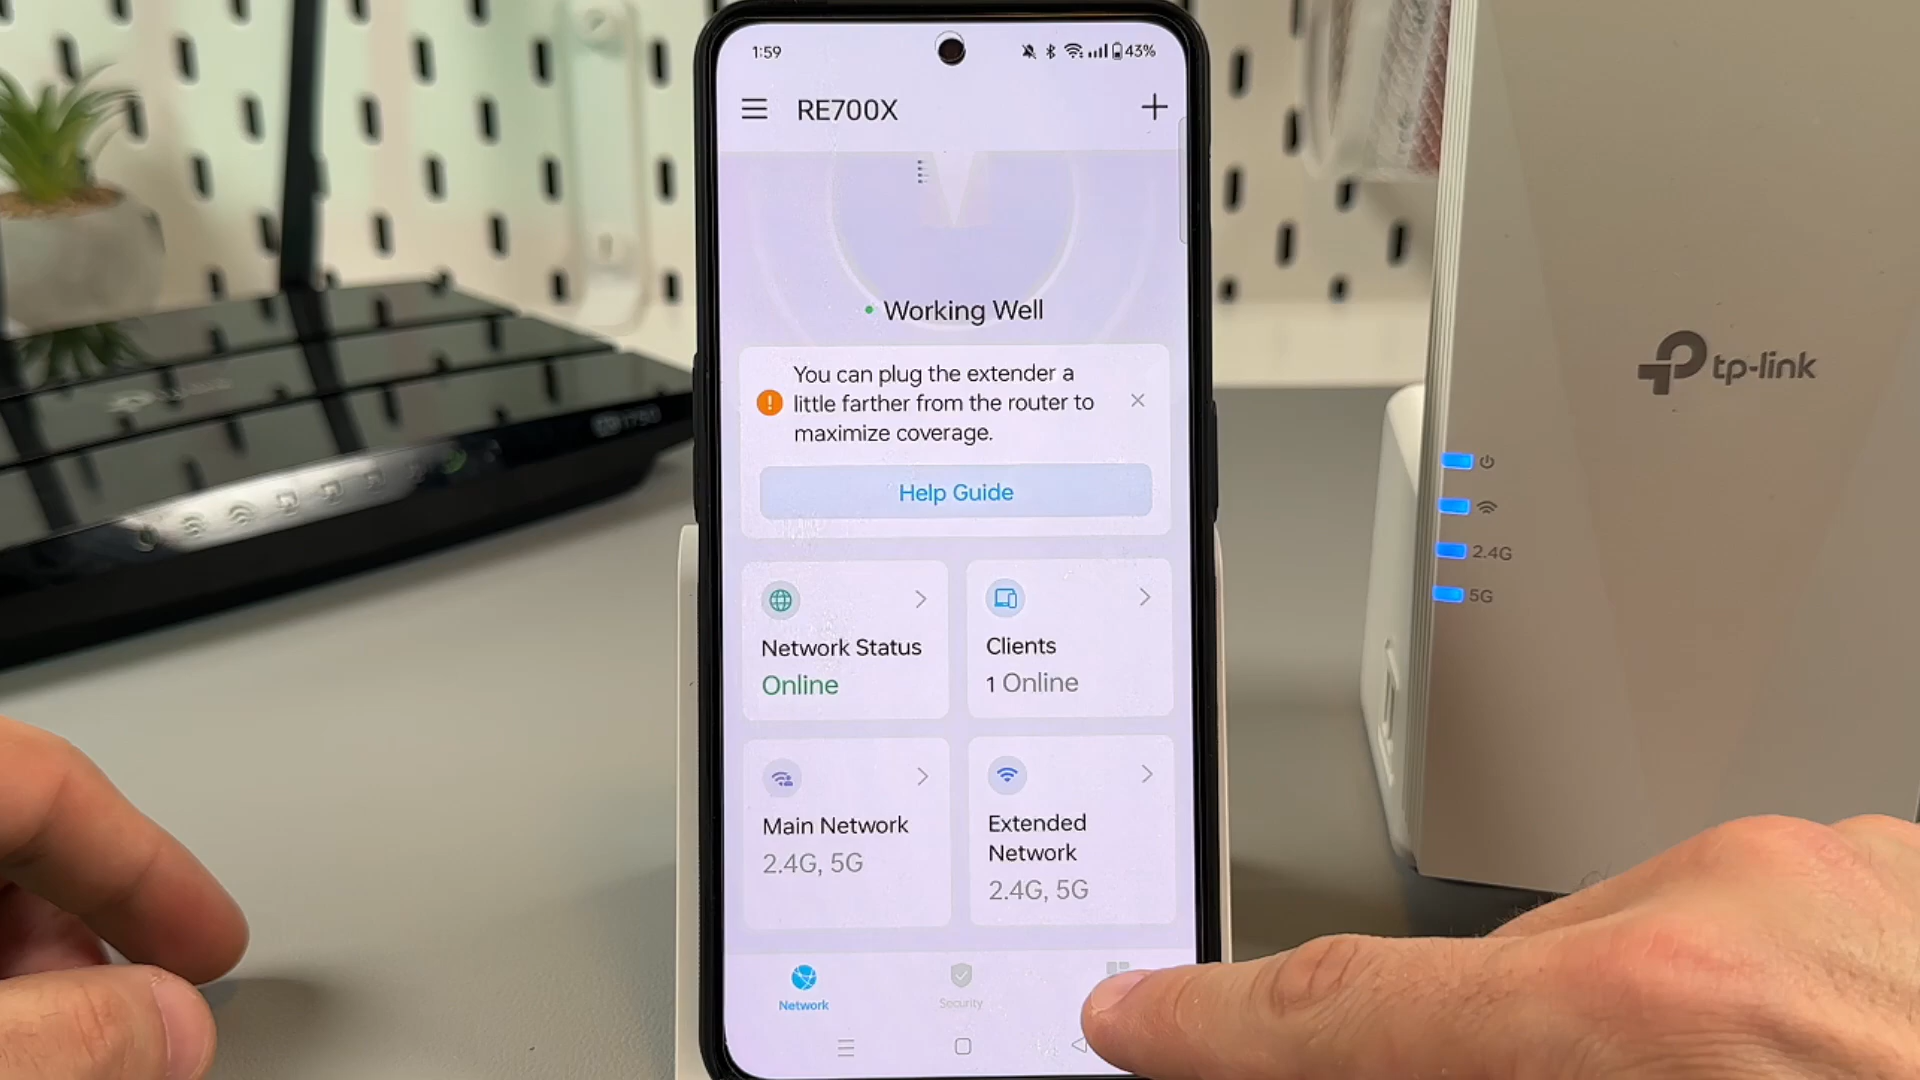 1:59
43%
RE700X
Working Well
You can plug the extender a
little farther from the router to
maximize coverage.
Help Guide
Network Status
Online
Clients
1 Online
Main Network
2.4G, 5G
Extended
Network
2.4G, 5G
Network
Security
tp-link
2.4G
5G